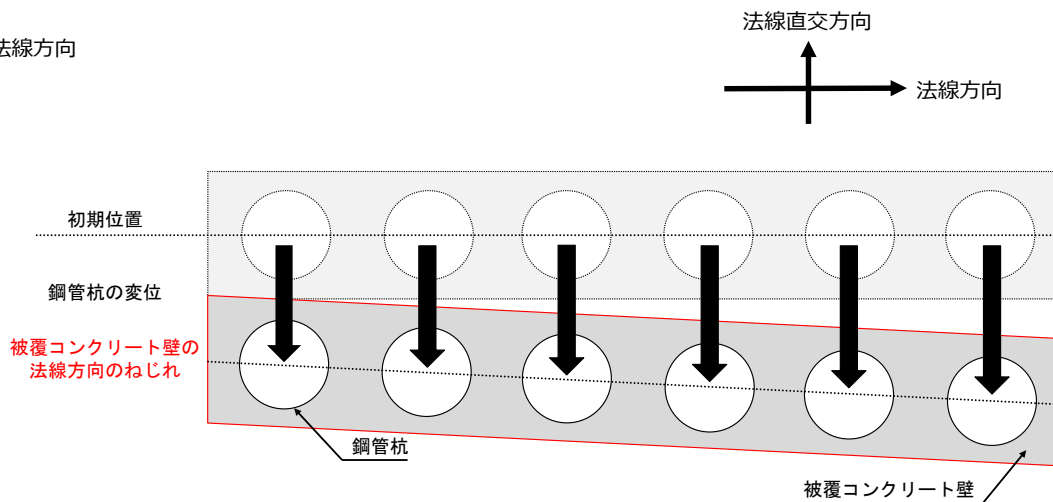 法線直交方向
法線方向
法線方向
初期位置
鋼管杭の変位
被覆コンクリート壁の
法線方向のねじれ
鋼管杭
被覆コンクリート壁